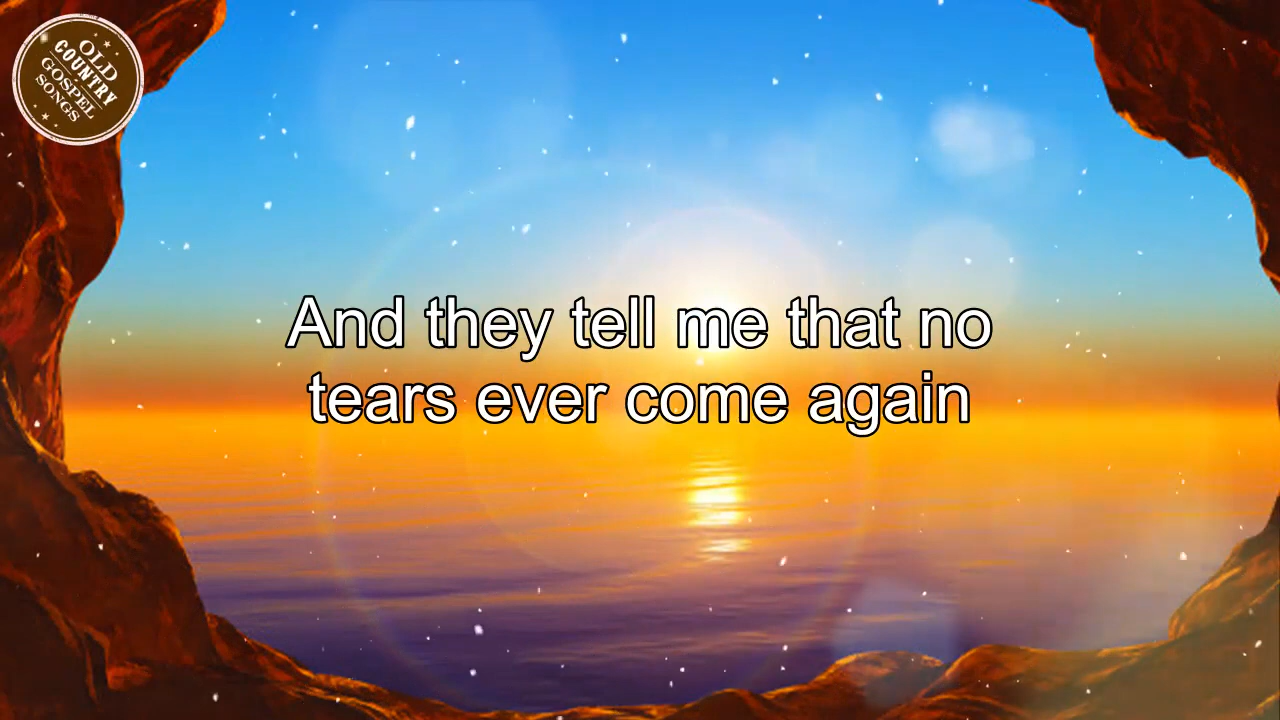 OLD
COUNTRY
GOSPEL
SONGS
And they tell me that no
tears ever come again